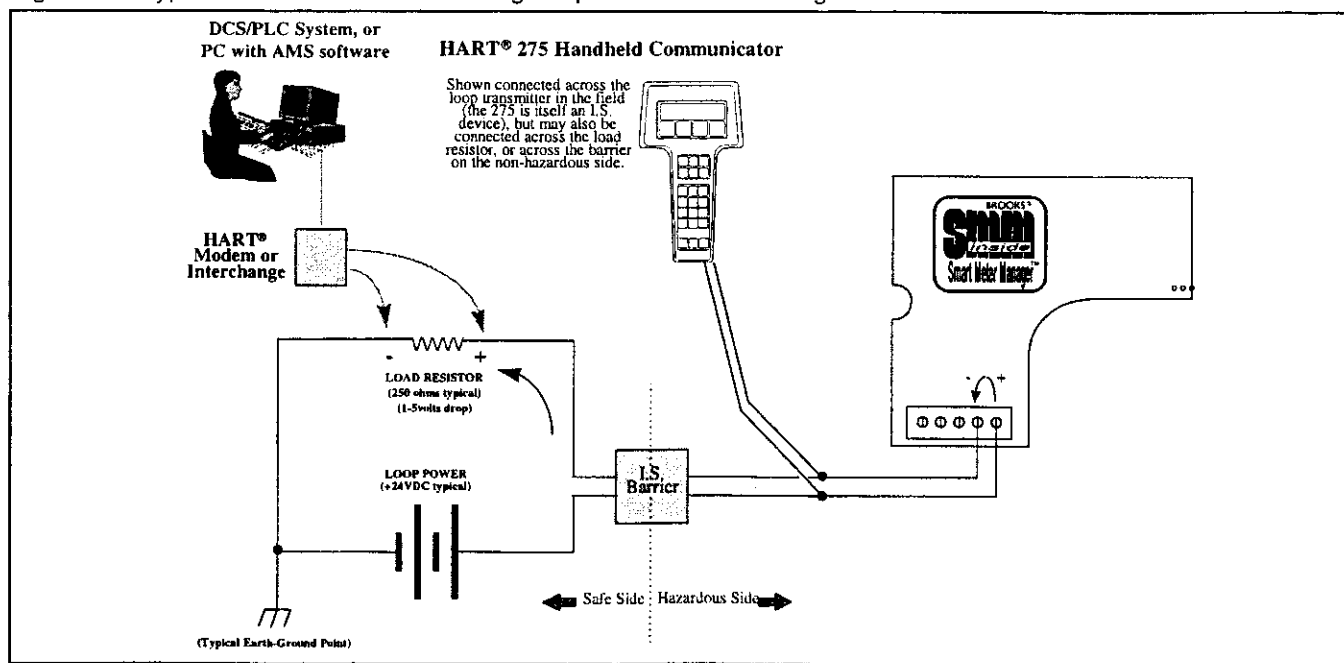 DCS/PLC System, or
PC with AMS software
HART® 275 Handheld Communicator
Shown connected across the
loop transmitter in the field
(the 275 is itself an I.S.
device), but may also be
connected across the load
resistor, or across the barrier
on the non-hazardous side.
HART®
Modem or
Interchange
BROOKS
Smm
inside
Smart Meter Manager™
- +
LOAD RESISTOR
(250 ohms typical)
(1-5volts drop)
- +
LOOP POWER
(+24VDC typical)
I.S.
Barrier
Safe Side Hazardous Side
(Typical Earth-Ground Point)